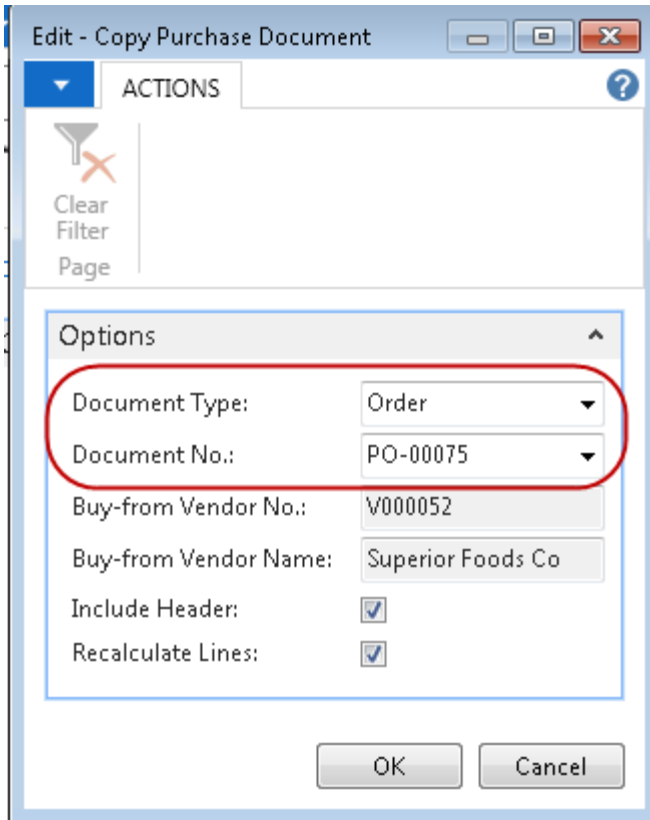 Edit - Copy Purchase Document
ACTIONS
?
Clear
Filter
Page
Options
Document Type: Order
Document No.: PO-00075
Buy-from Vendor No.: V000052
Buy-from Vendor Name: Superior Foods Co
Include Header:
Recalculate Lines:
OK Cancel